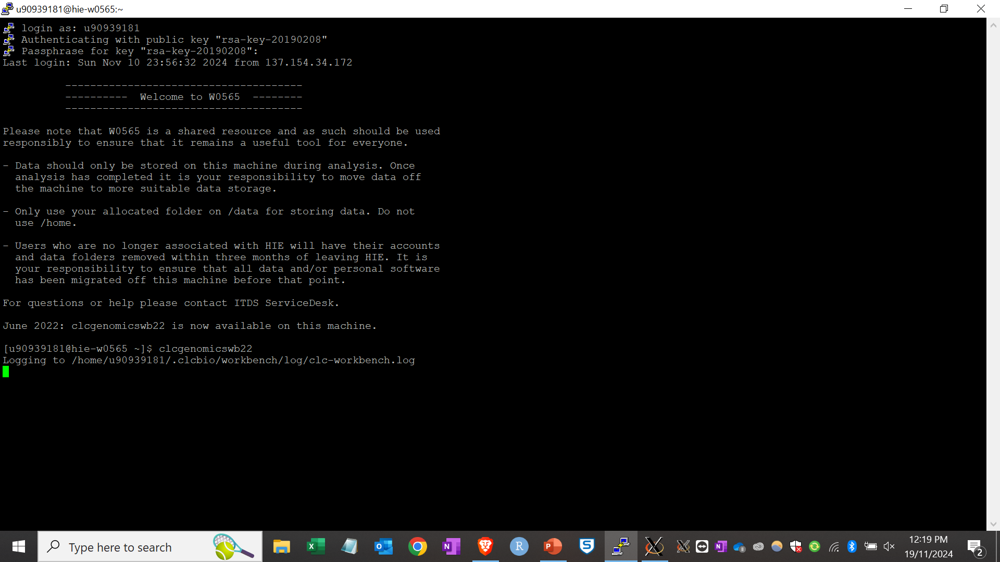 u90939181@hie-w0565:~
login as: u90939181
Authenticating with public key "rsa-key-20190208"
Passphrase for key "rsa-key-20190208":
Last login: Sun Nov 10 23:56:32 2024 from 137.154.34.172
--------------------------------------
---------- Welcome to W0565 --------
--------------------------------------
Please note that W0565 is a shared resource and as such should be used
responsibly to ensure that it remains a useful tool for everyone.
- Data should only be stored on this machine during analysis. Once
analysis has completed it is your responsibility to move data off
the machine to more suitable data storage.
- Only use your allocated folder on /data for storing data. Do not
use /home.
- Users who are no longer associated with HIE will have their accounts
and data folders removed within three months of leaving HIE. It is
your responsibility to ensure that all data and/or personal software
has been migrated off this machine before that point.
For questions or help please contact ITDS ServiceDesk.
June 2022: clcgenomicswb22 is now available on this machine.
[u90939181@hie-w0565 ~]$ clcgenomicswb22
Logging to /home/u90939181/.clcbio/workbench/log/clc-workbench.log
Type here to search
12:19 PM
19/11/2024
2